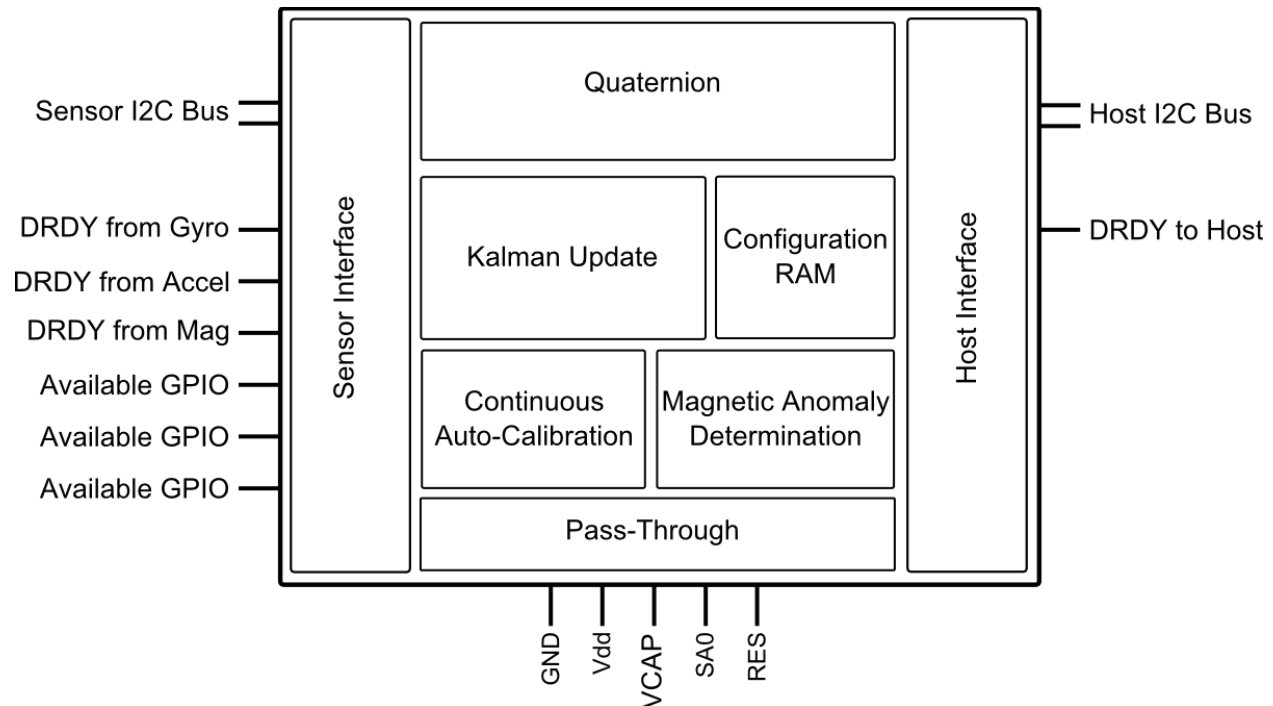 Quaternion
Sensor I2C Bus
Host I2C Bus
DRDY from Gyro
DRDY to Host
DRDY from Accel
DRDY from Mag
Available GPIO
Available GPIO
Available GPIO
Sensor Interface
Kalman Update
Configuration
RAM
Host Interface
Continuous
Auto-Calibration
Magnetic Anomaly
Determination
Pass-Through
GND
Vdd
VCAP
SA0
RES